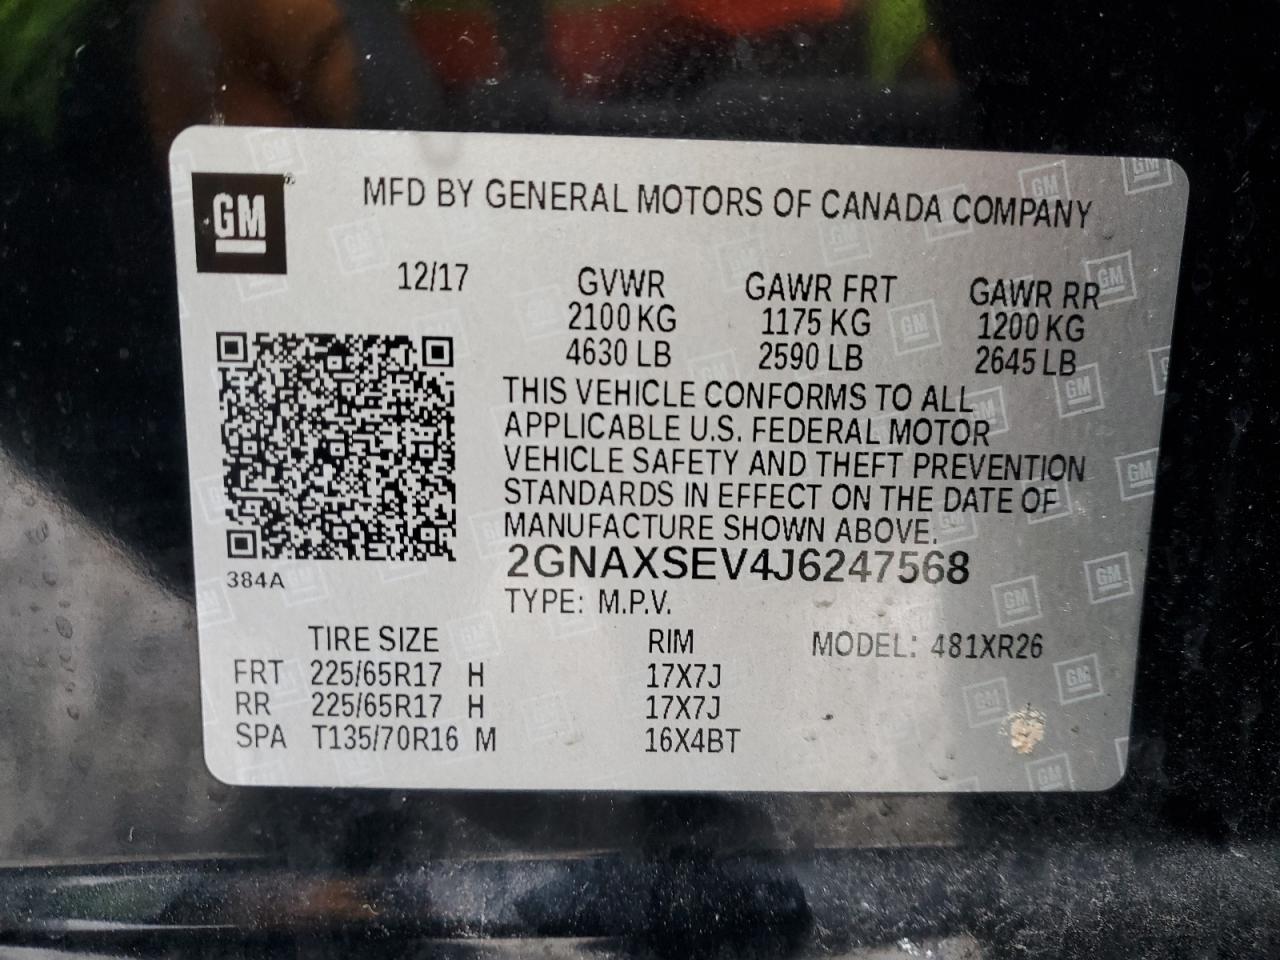 GM
MFD BY GENERAL MOTORS OF CANADA COMPANY
12/17 GVWR GAWR FRT GAWR RR
2100 KG 1175 KG 1200 KG
4630 LB 2590 LB 2645 LB
THIS VEHICLE CONFORMS TO ALL
APPLICABLE U.S. FEDERAL MOTOR
VEHICLE SAFETY AND THEFT PREVENTION
STANDARDS IN EFFECT ON THE DATE OF
MANUFACTURE SHOWN ABOVE.
384A 2GNAXSEV4J6247568
TYPE: M.P.V.
TIRE SIZE RIM MODEL: 481XR26
FRT 225/65R17 H 17X7J
RR 225/65R17 H 17X7J
SPA T135/70R16 M 16X4BT